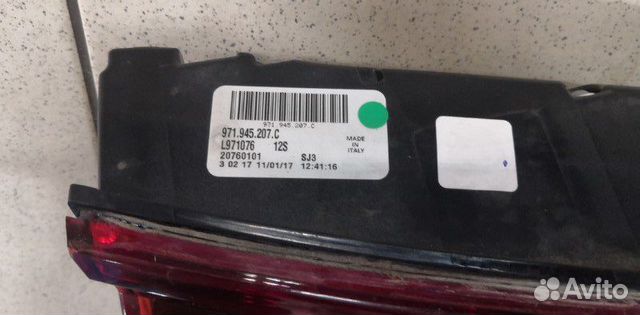 971.945.207.C
971.945.207.C
L971076 12S
MADE IN ITALY
20760101 SJ3
3 02 17 11/01/17 12:41:16
Avito